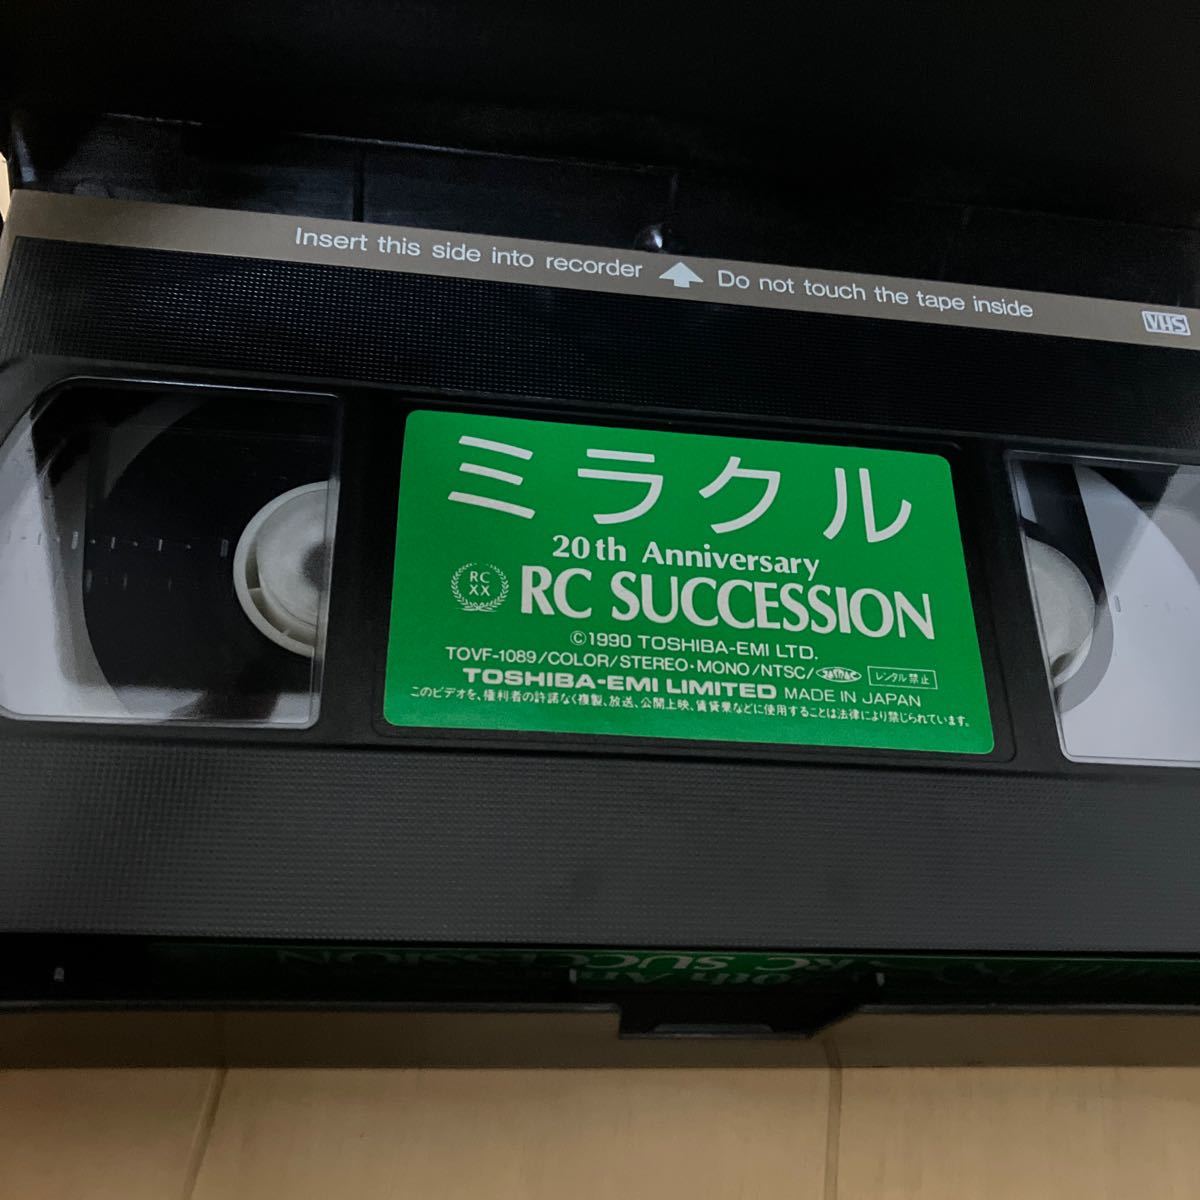 Insert this side into recorder Do not touch the tape inside
VHS
ミラクル
20th Anniversary
RC
XX
RC SUCCESSION
©1990 TOSHIBA-EMI LTD.
TOVF-1089/COLOR/STEREO・MONO/NTSC/ レンタル禁止
TOSHIBA-EMI LIMITED MADE IN JAPAN
このビデオを、権利者の許諾なく複製、放送、公開上映、賃貸業などに使用することは法律により禁じられています。
RC SUCCESSION